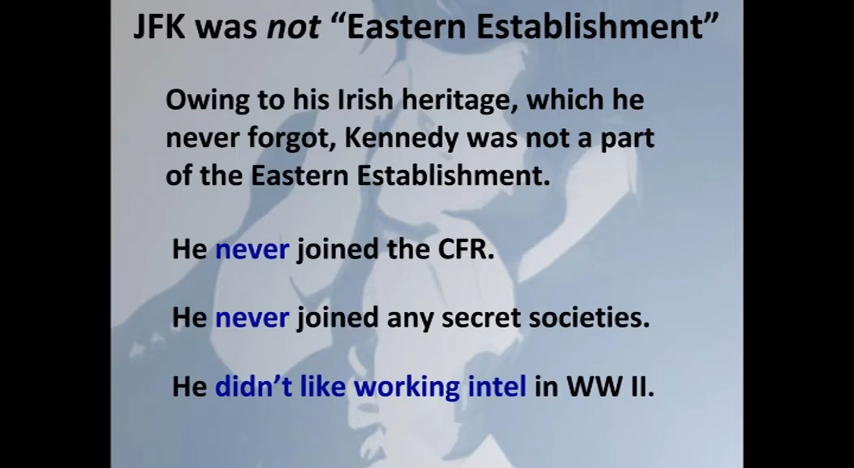 JFK was not “Eastern Establishment”
Owing to his Irish heritage, which he
never forgot, Kennedy was not a part
of the Eastern Establishment.
He never joined the CFR.
He never joined any secret societies.
He didn’t like working intel in WW II.